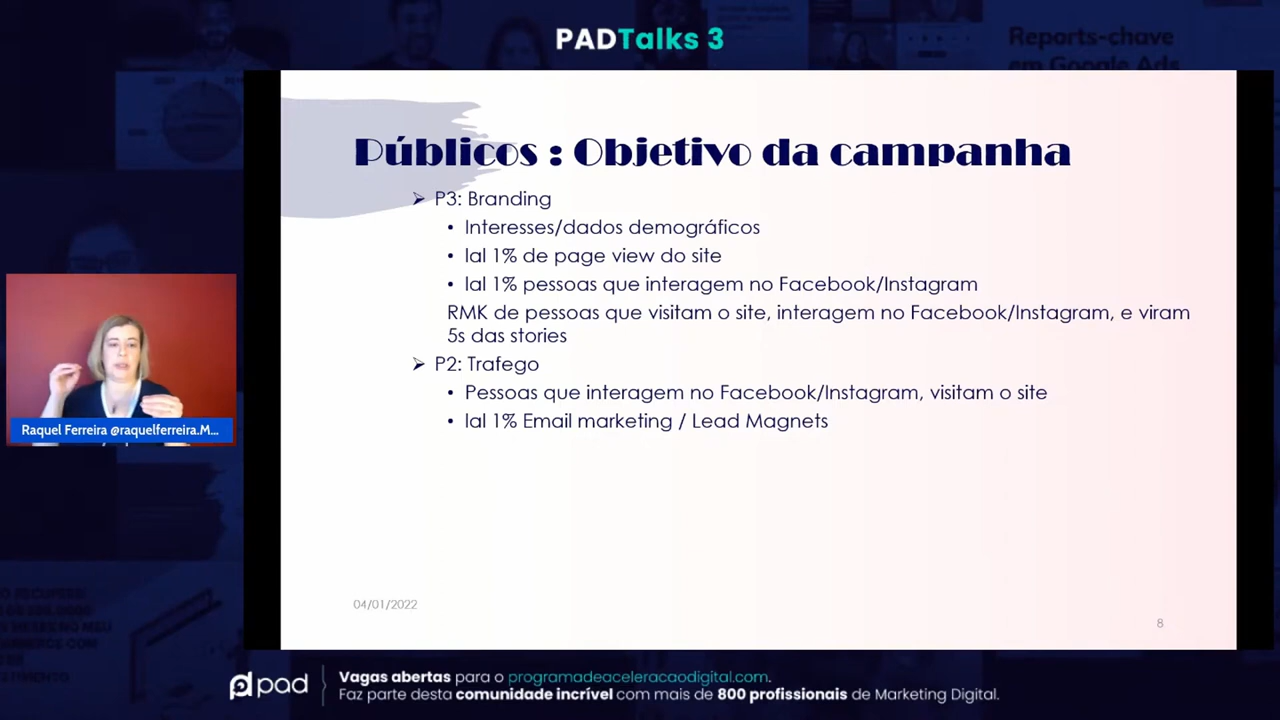 PADTalks 3
Reports-chave
em Google Ads
Públicos : Objetivo da campanha
➢ P3: Branding
• Interesses/dados demográficos
• lal 1% de page view do site
• lal 1% pessoas que interagem no Facebook/Instagram
RMK de pessoas que visitam o site, interagem no Facebook/Instagram, e viram
5s das stories
➢ P2: Trafego
• Pessoas que interagem no Facebook/Instagram, visitam o site
• lal 1% Email marketing / Lead Magnets
Raquel Ferreira @raquelferreira.M...
04/01/2022
8
pad
Vagas abertas para o programadeaceleracaodigital.com.
Faz parte desta comunidade incrível com mais de 800 profissionais de Marketing Digital.